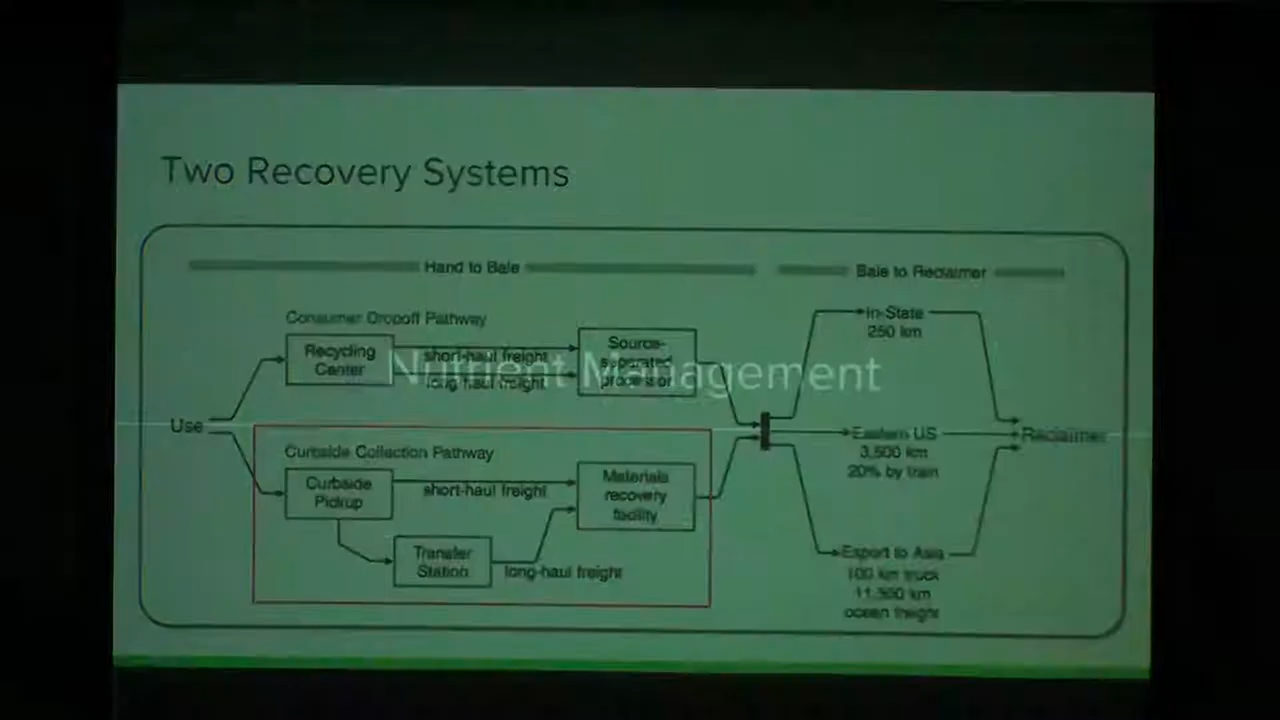 Two Recovery Systems
Hand to Bale
Bale to Reclaimer
Consumer Dropoff Pathway
Recycling
Center
short-haul freight
long haul freight
Source-
separated
processor
Nutrient Management
In-State
250 km
Use
Eastern US
3,500 km
20% by train
Reclaimer
Curbside Collection Pathway
Curbside
Pickup
short-haul freight
Materials
recovery
facility
Transfer
Station
long-haul freight
Export to Asia
100 km truck
km
ocean freight